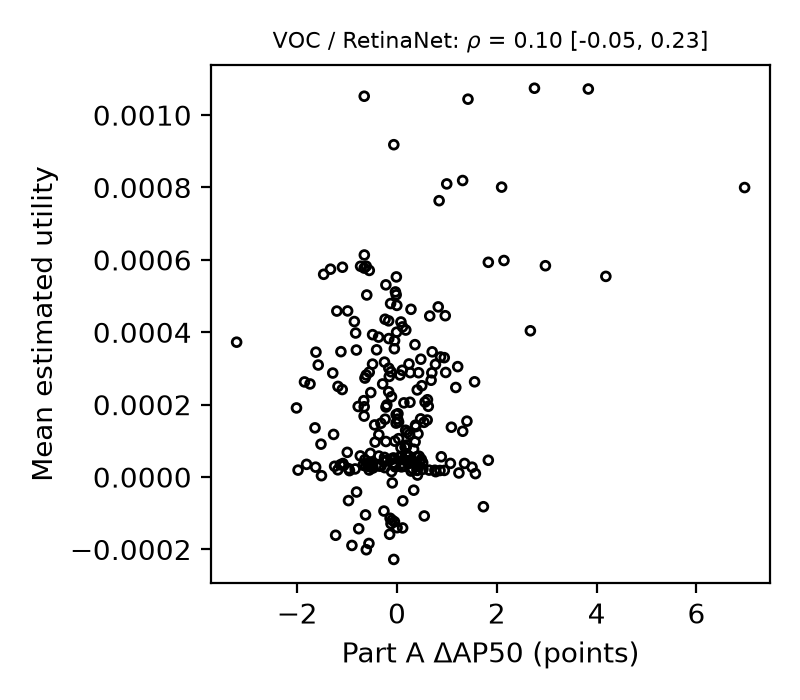 VOC / RetinaNet: ρ = 0.10 [-0.05, 0.23]
Mean estimated utility
0.0010
0.0008
0.0006
0.0004
0.0002
0.0000
−0.0002
−2 0 2 4 6
Part A ΔAP50 (points)